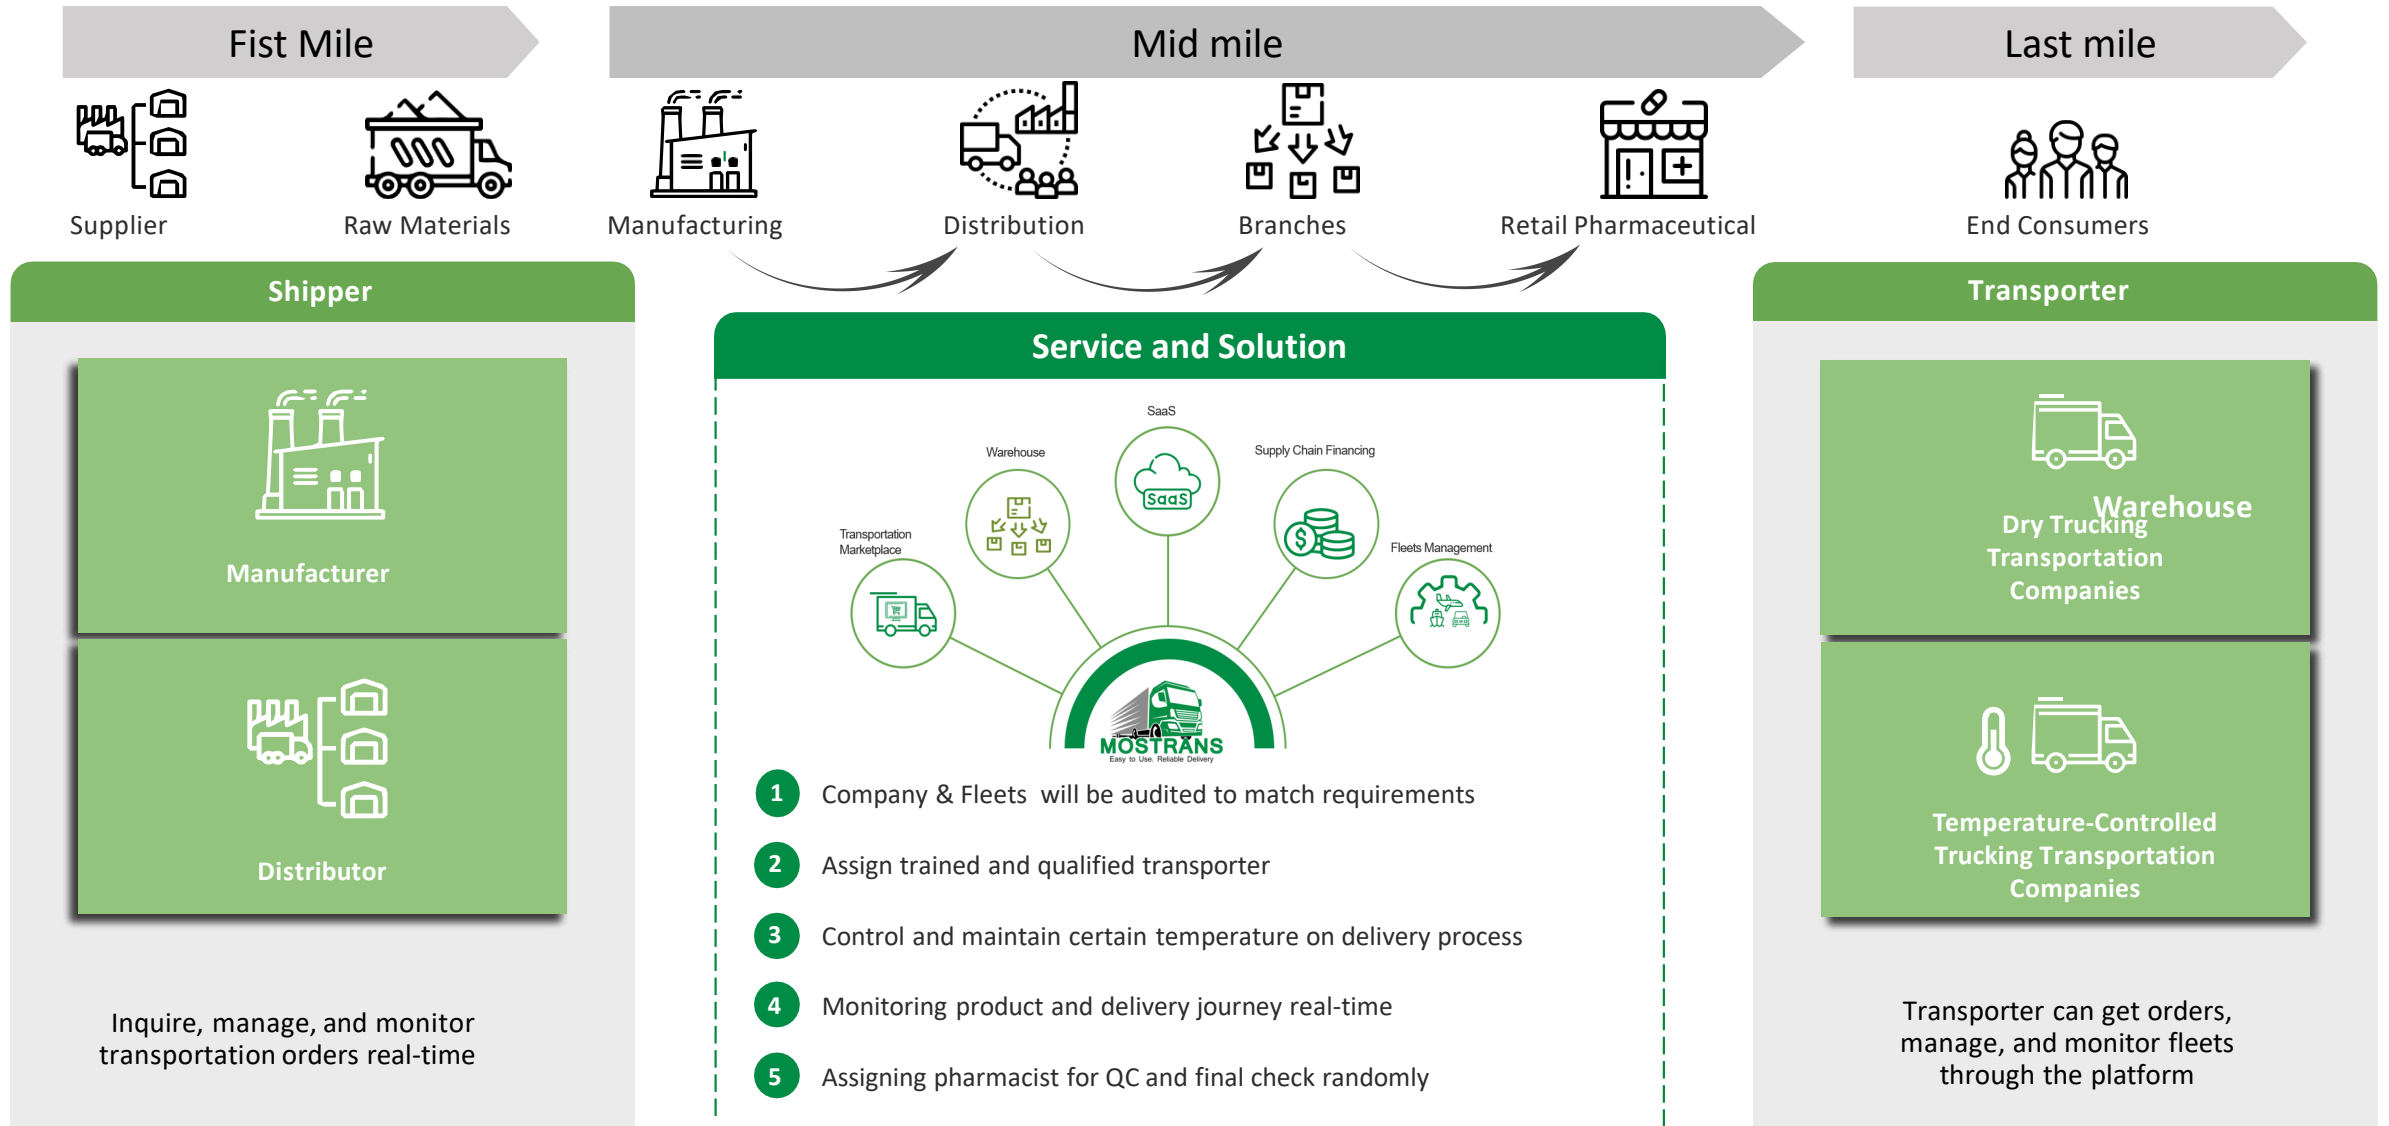 Fist Mile
Mid mile
Last mile
Supplier
Raw Materials
Manufacturing
Distribution
Branches
Retail Pharmaceutical
End Consumers
Shipper
Manufacturer
Distributor
Inquire, manage, and monitor
transportation orders real-time
Service and Solution
SaaS
Warehouse
Supply Chain Financing
SaaS
Transportation
Marketplace
Fleets Management
$
MOSTRANS
Easy to Use. Reliable Delivery
1 Company & Fleets will be audited to match requirements
2 Assign trained and qualified transporter
3 Control and maintain certain temperature on delivery process
4 Monitoring product and delivery journey real-time
5 Assigning pharmacist for QC and final check randomly
Transporter
Warehouse
Dry Trucking
Transportation
Companies
Temperature-Controlled
Trucking Transportation
Companies
Transporter can get orders,
manage, and monitor fleets
through the platform